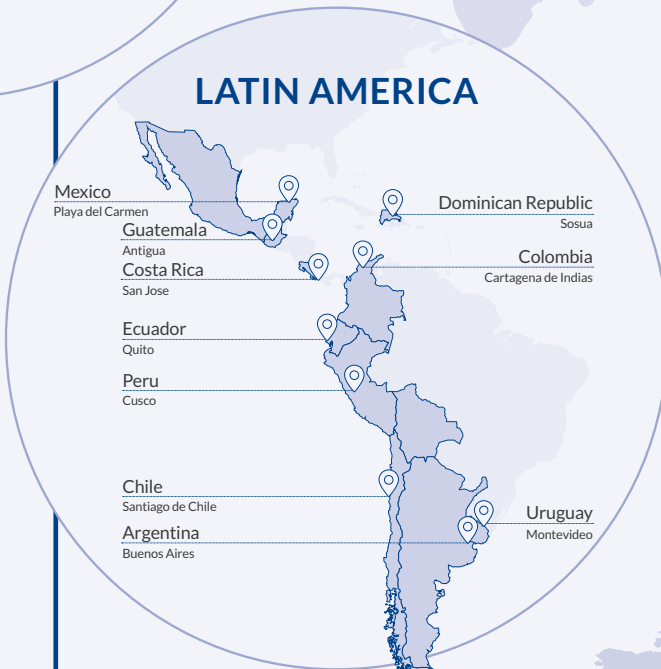 LATIN AMERICA
Mexico
Playa del Carmen
Guatemala
Antigua
Costa Rica
San Jose
Ecuador
Quito
Peru
Cusco
Chile
Santiago de Chile
Argentina
Buenos Aires
Dominican Republic
Sosua
Colombia
Cartagena de Indias
Uruguay
Montevideo